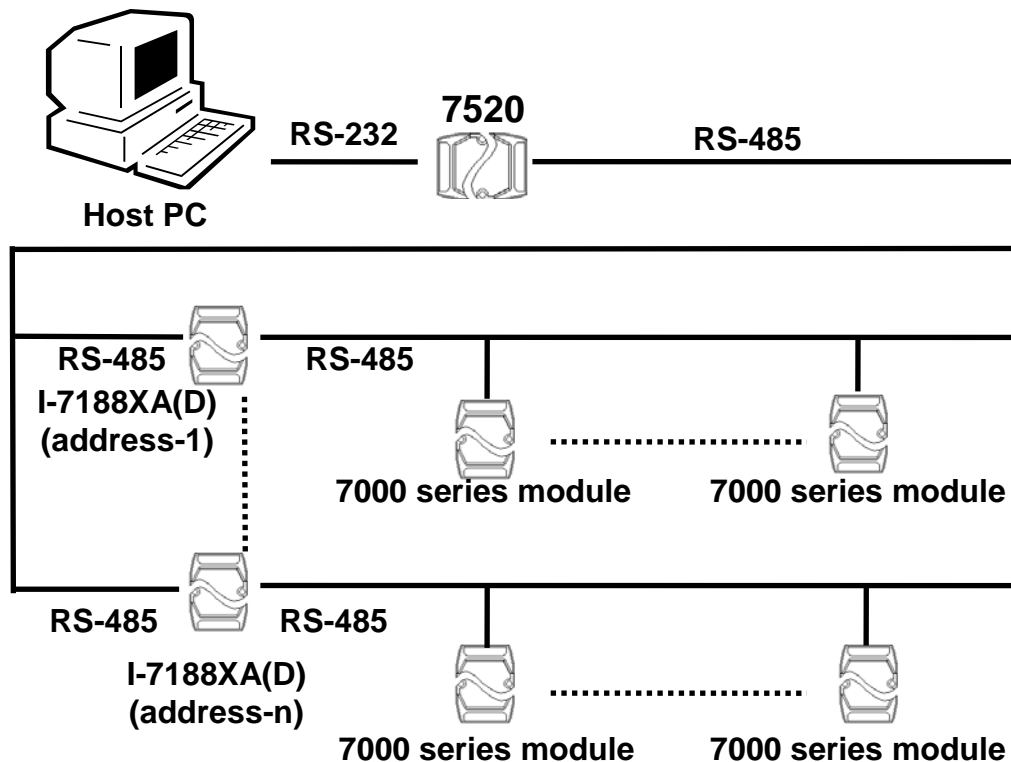 7520
RS-232
RS-485
Host PC
RS-485
RS-485
I-7188XA(D)
(address-1)
7000 series module
7000 series module
RS-485
RS-485
I-7188XA(D)
(address-n)
7000 series module
7000 series module